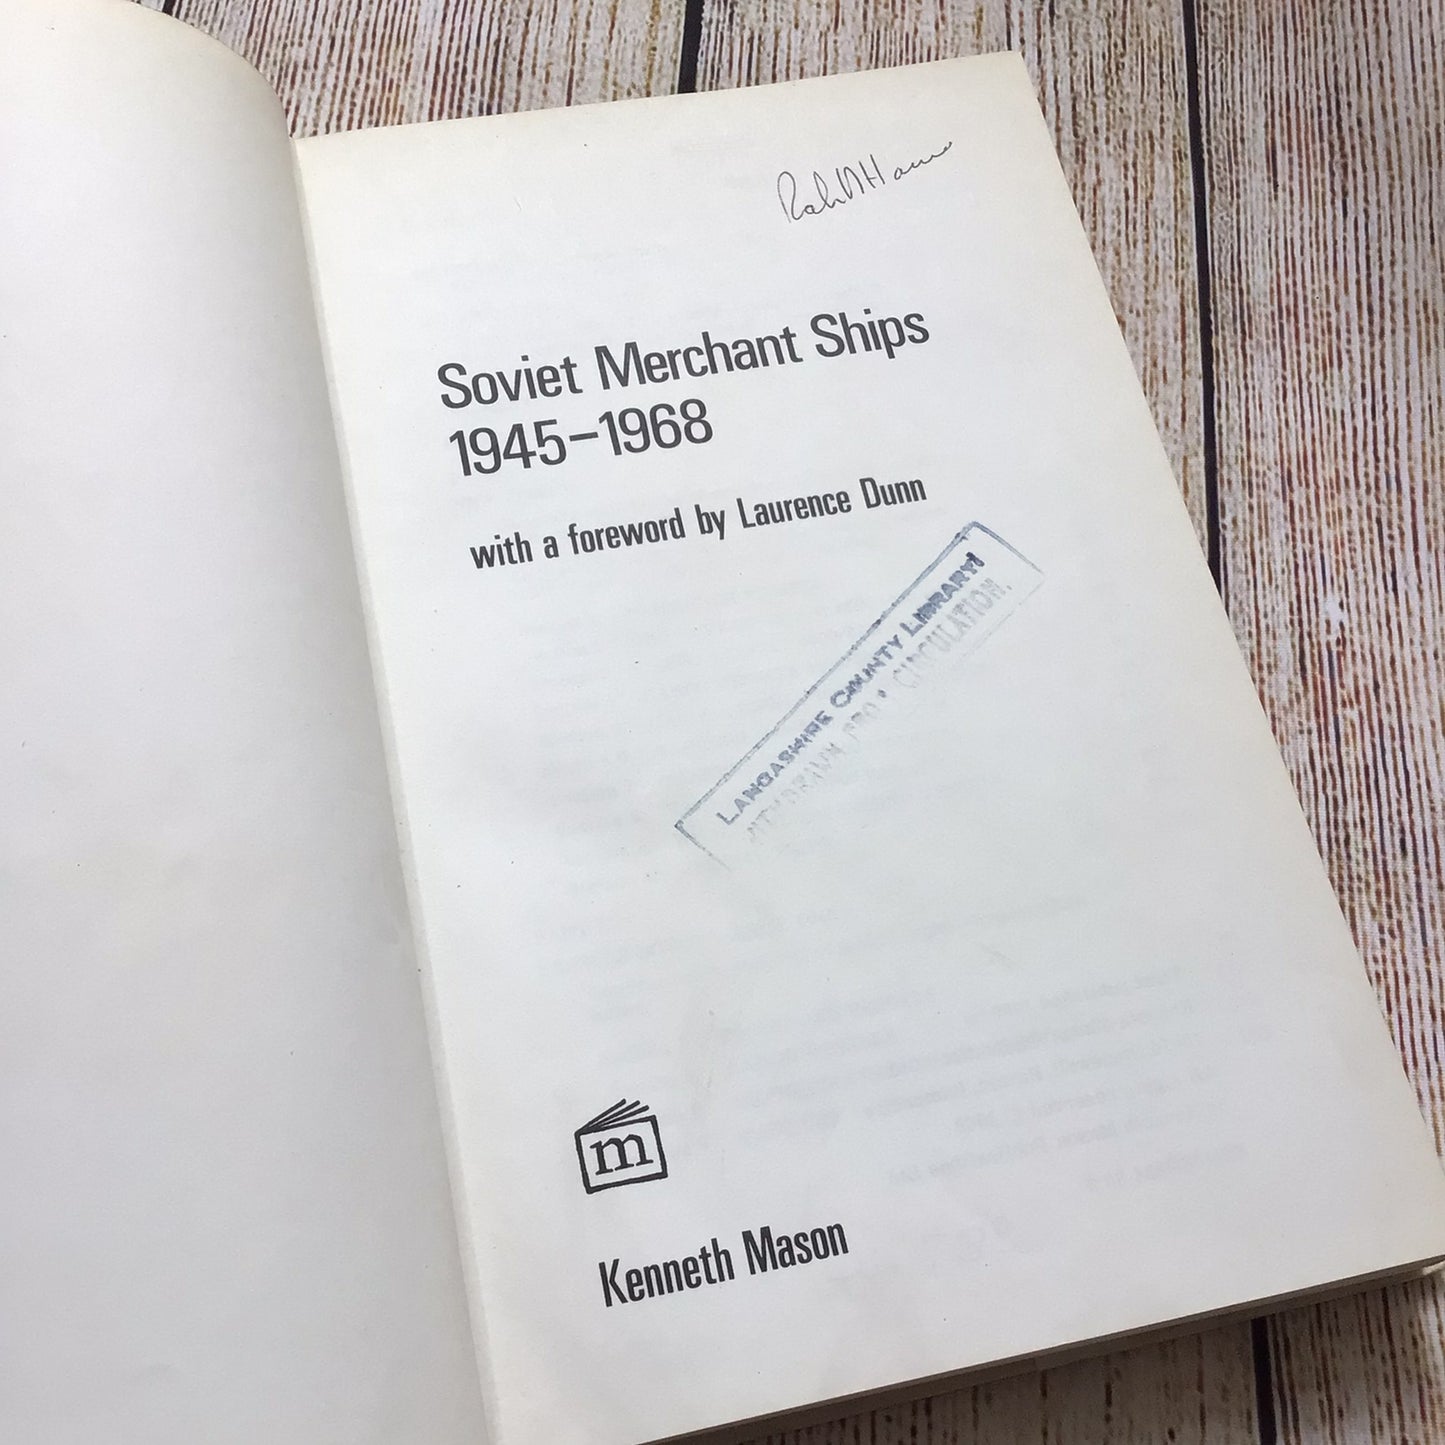 Soviet Merchant Ships
1945–1968
with a foreword by Laurence Dunn
LANCASHIRE COUNTY LIBRARY
CIRCULATION.
m
Kenneth Mason